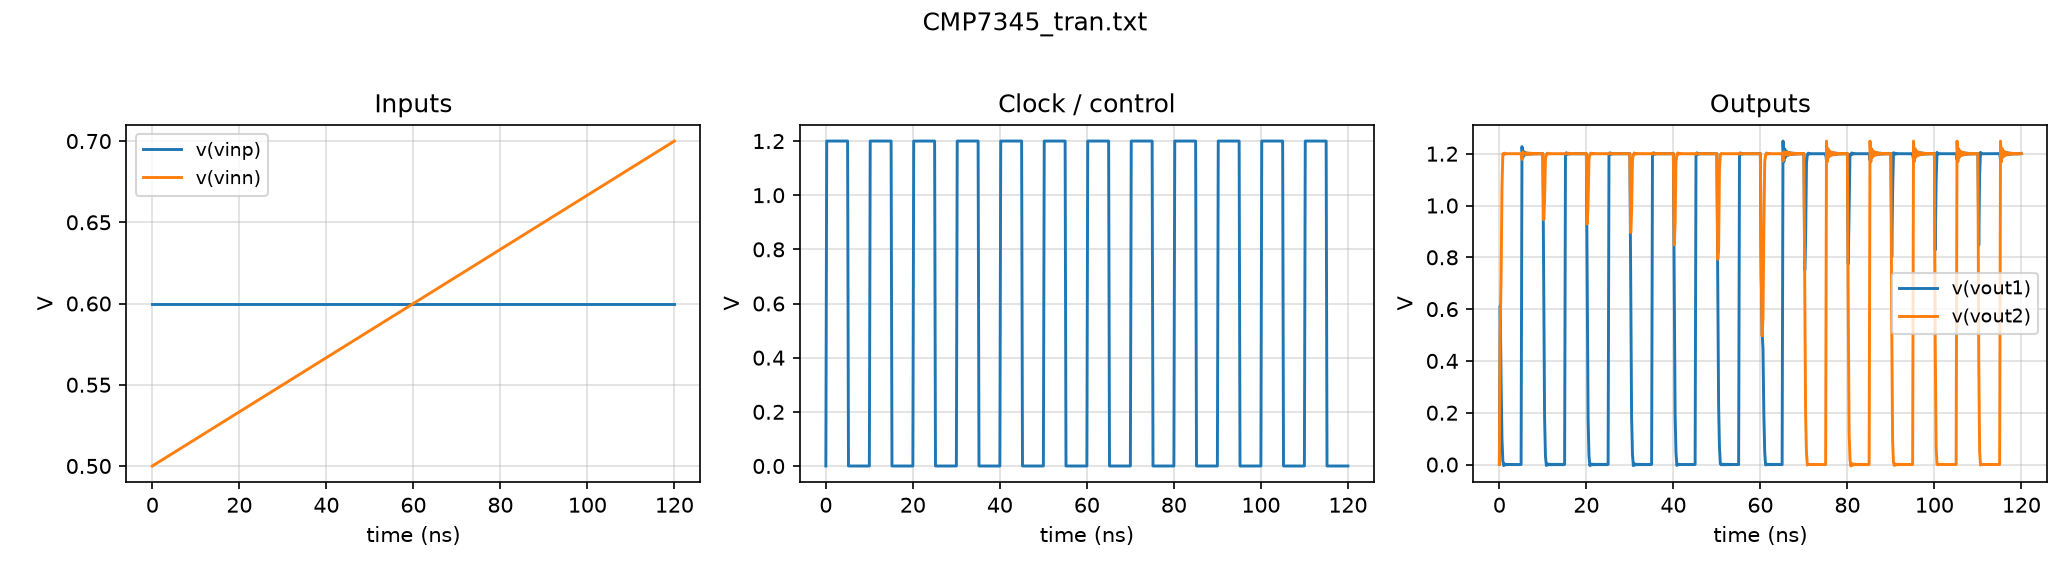 CMP7345_tran.txt
Inputs
Clock / control
Outputs
v(vinp)
v(vinn)
v(vout1)
v(vout2)
V
0.70
0.65
0.60
0.55
0.50
0 20 40 60 80 100 120
time (ns)
V
1.2
1.0
0.8
0.6
0.4
0.2
0.0
0 20 40 60 80 100 120
time (ns)
V
1.2
1.0
0.8
0.6
0.4
0.2
0.0
0 20 40 60 80 100 120
time (ns)